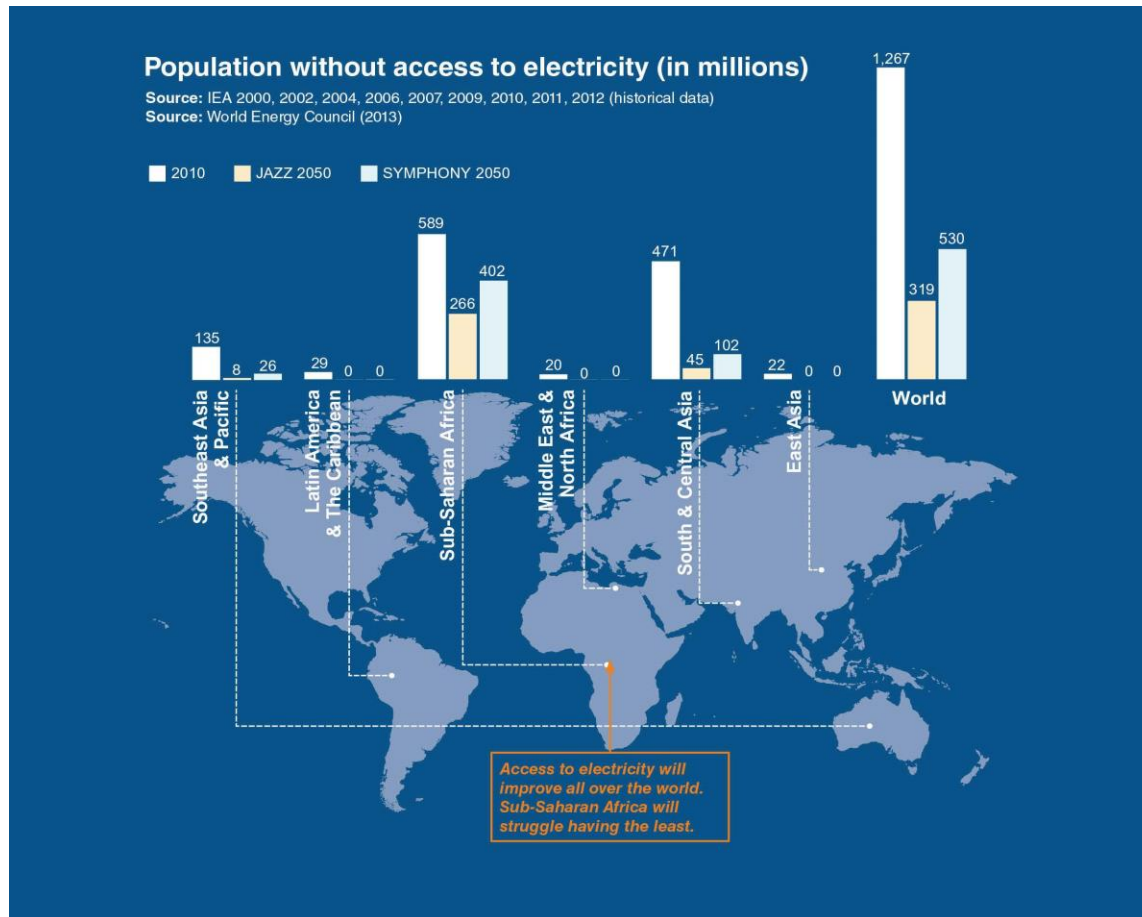 Population without access to electricity (in millions)
Source: IEA 2000, 2002, 2004, 2006, 2007, 2009, 2010, 2011, 2012 (historical data)
Source: World Energy Council (2013)
2010
JAZZ 2050
SYMPHONY 2050
135
8
26
Southeast Asia
& Pacific
29
0
0
Latin America
& The Caribbean
589
266
402
Sub-Saharan Africa
20
0
0
Middle East &
North Africa
471
45
102
South & Central Asia
22
0
0
East Asia
1,267
319
530
World
Access to electricity will
improve all over the world.
Sub-Saharan Africa will
struggle having the least.